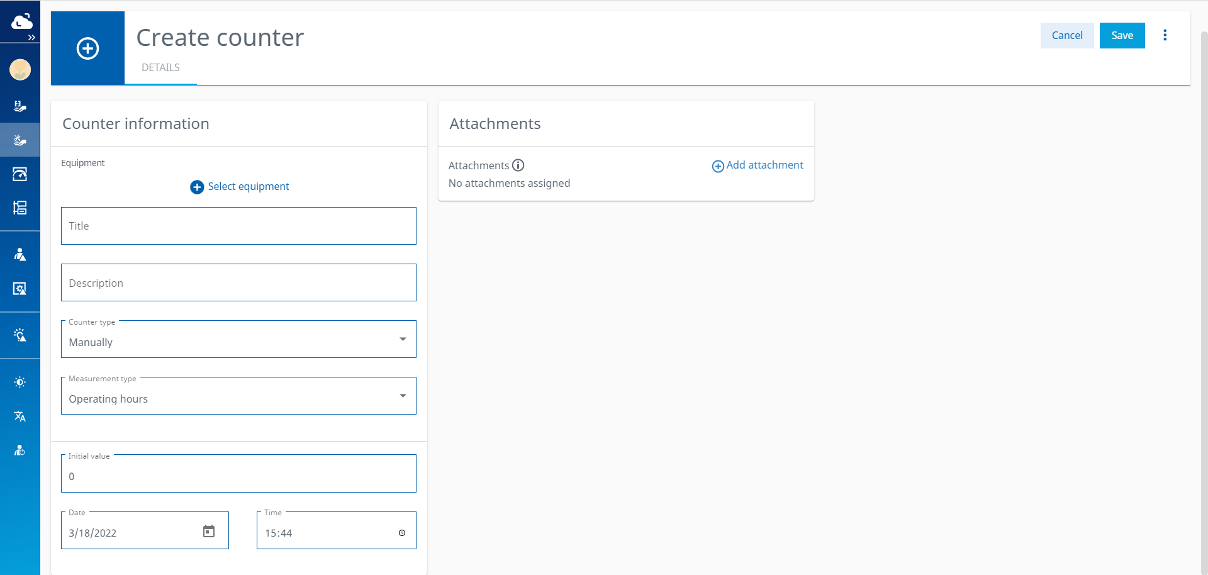 Create counter
Cancel
Save
DETAILS
Counter information
Equipment
Select equipment
Title
Description
Counter type
Manually
Measurement type
Operating hours
Initial value
0
Date
3/18/2022
Time
15:44
Attachments
Attachments
Add attachment
No attachments assigned